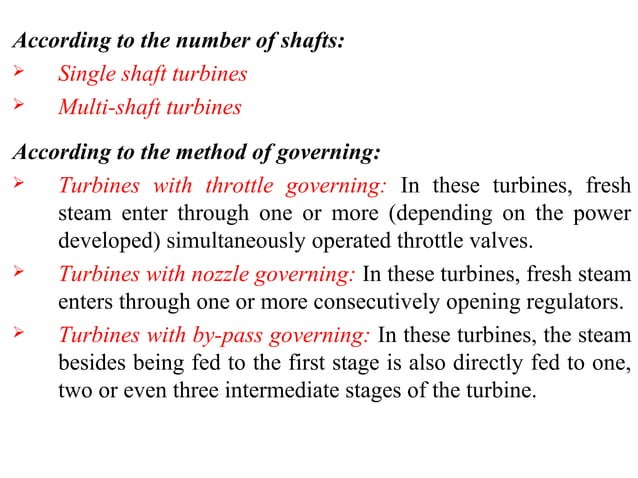 According to the number of shafts:
➢ Single shaft turbines
➢ Multi-shaft turbines
According to the method of governing:
➢ Turbines with throttle governing: In these turbines, fresh
steam enter through one or more (depending on the power
developed) simultaneously operated throttle valves.
➢ Turbines with nozzle governing: In these turbines, fresh steam
enters through one or more consecutively opening regulators.
➢ Turbines with by-pass governing: In these turbines, the steam
besides being fed to the first stage is also directly fed to one,
two or even three intermediate stages of the turbine.